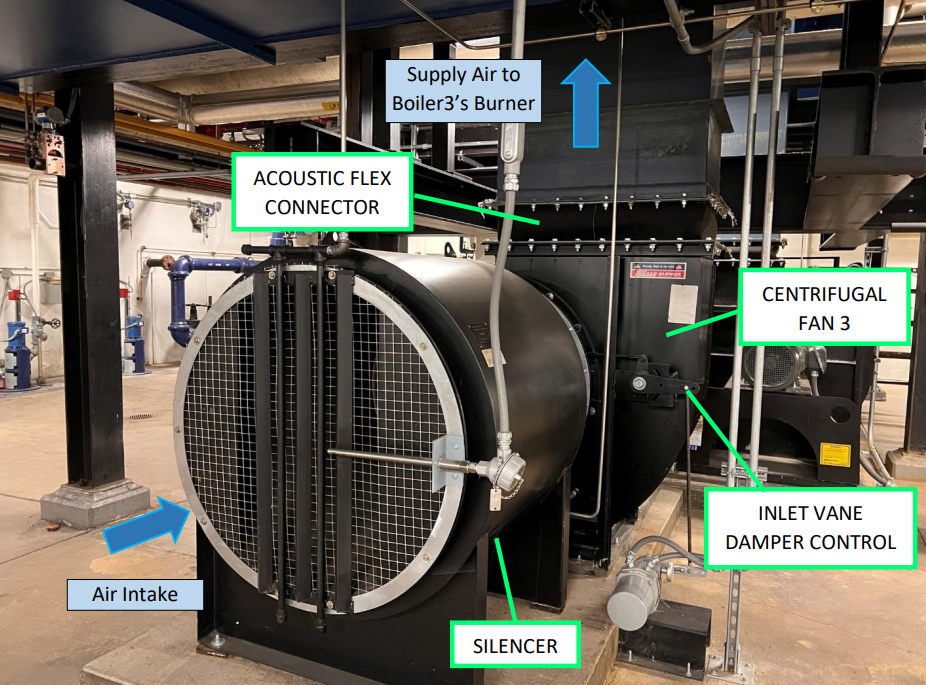 Supply Air to
Boiler3's Burner
ACOUSTIC FLEX
CONNECTOR
CENTRIFUGAL
FAN 3
INLET VANE
DAMPER CONTROL
Air Intake
SILENCER